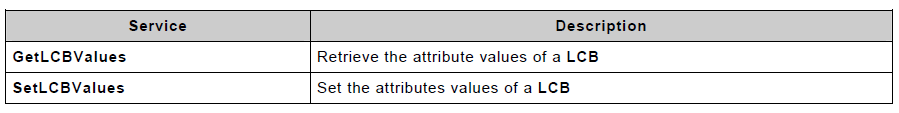 Service Description
GetLCBValues Retrieve the attribute values of a LCB
SetLCBValues Set the attributes values of a LCB